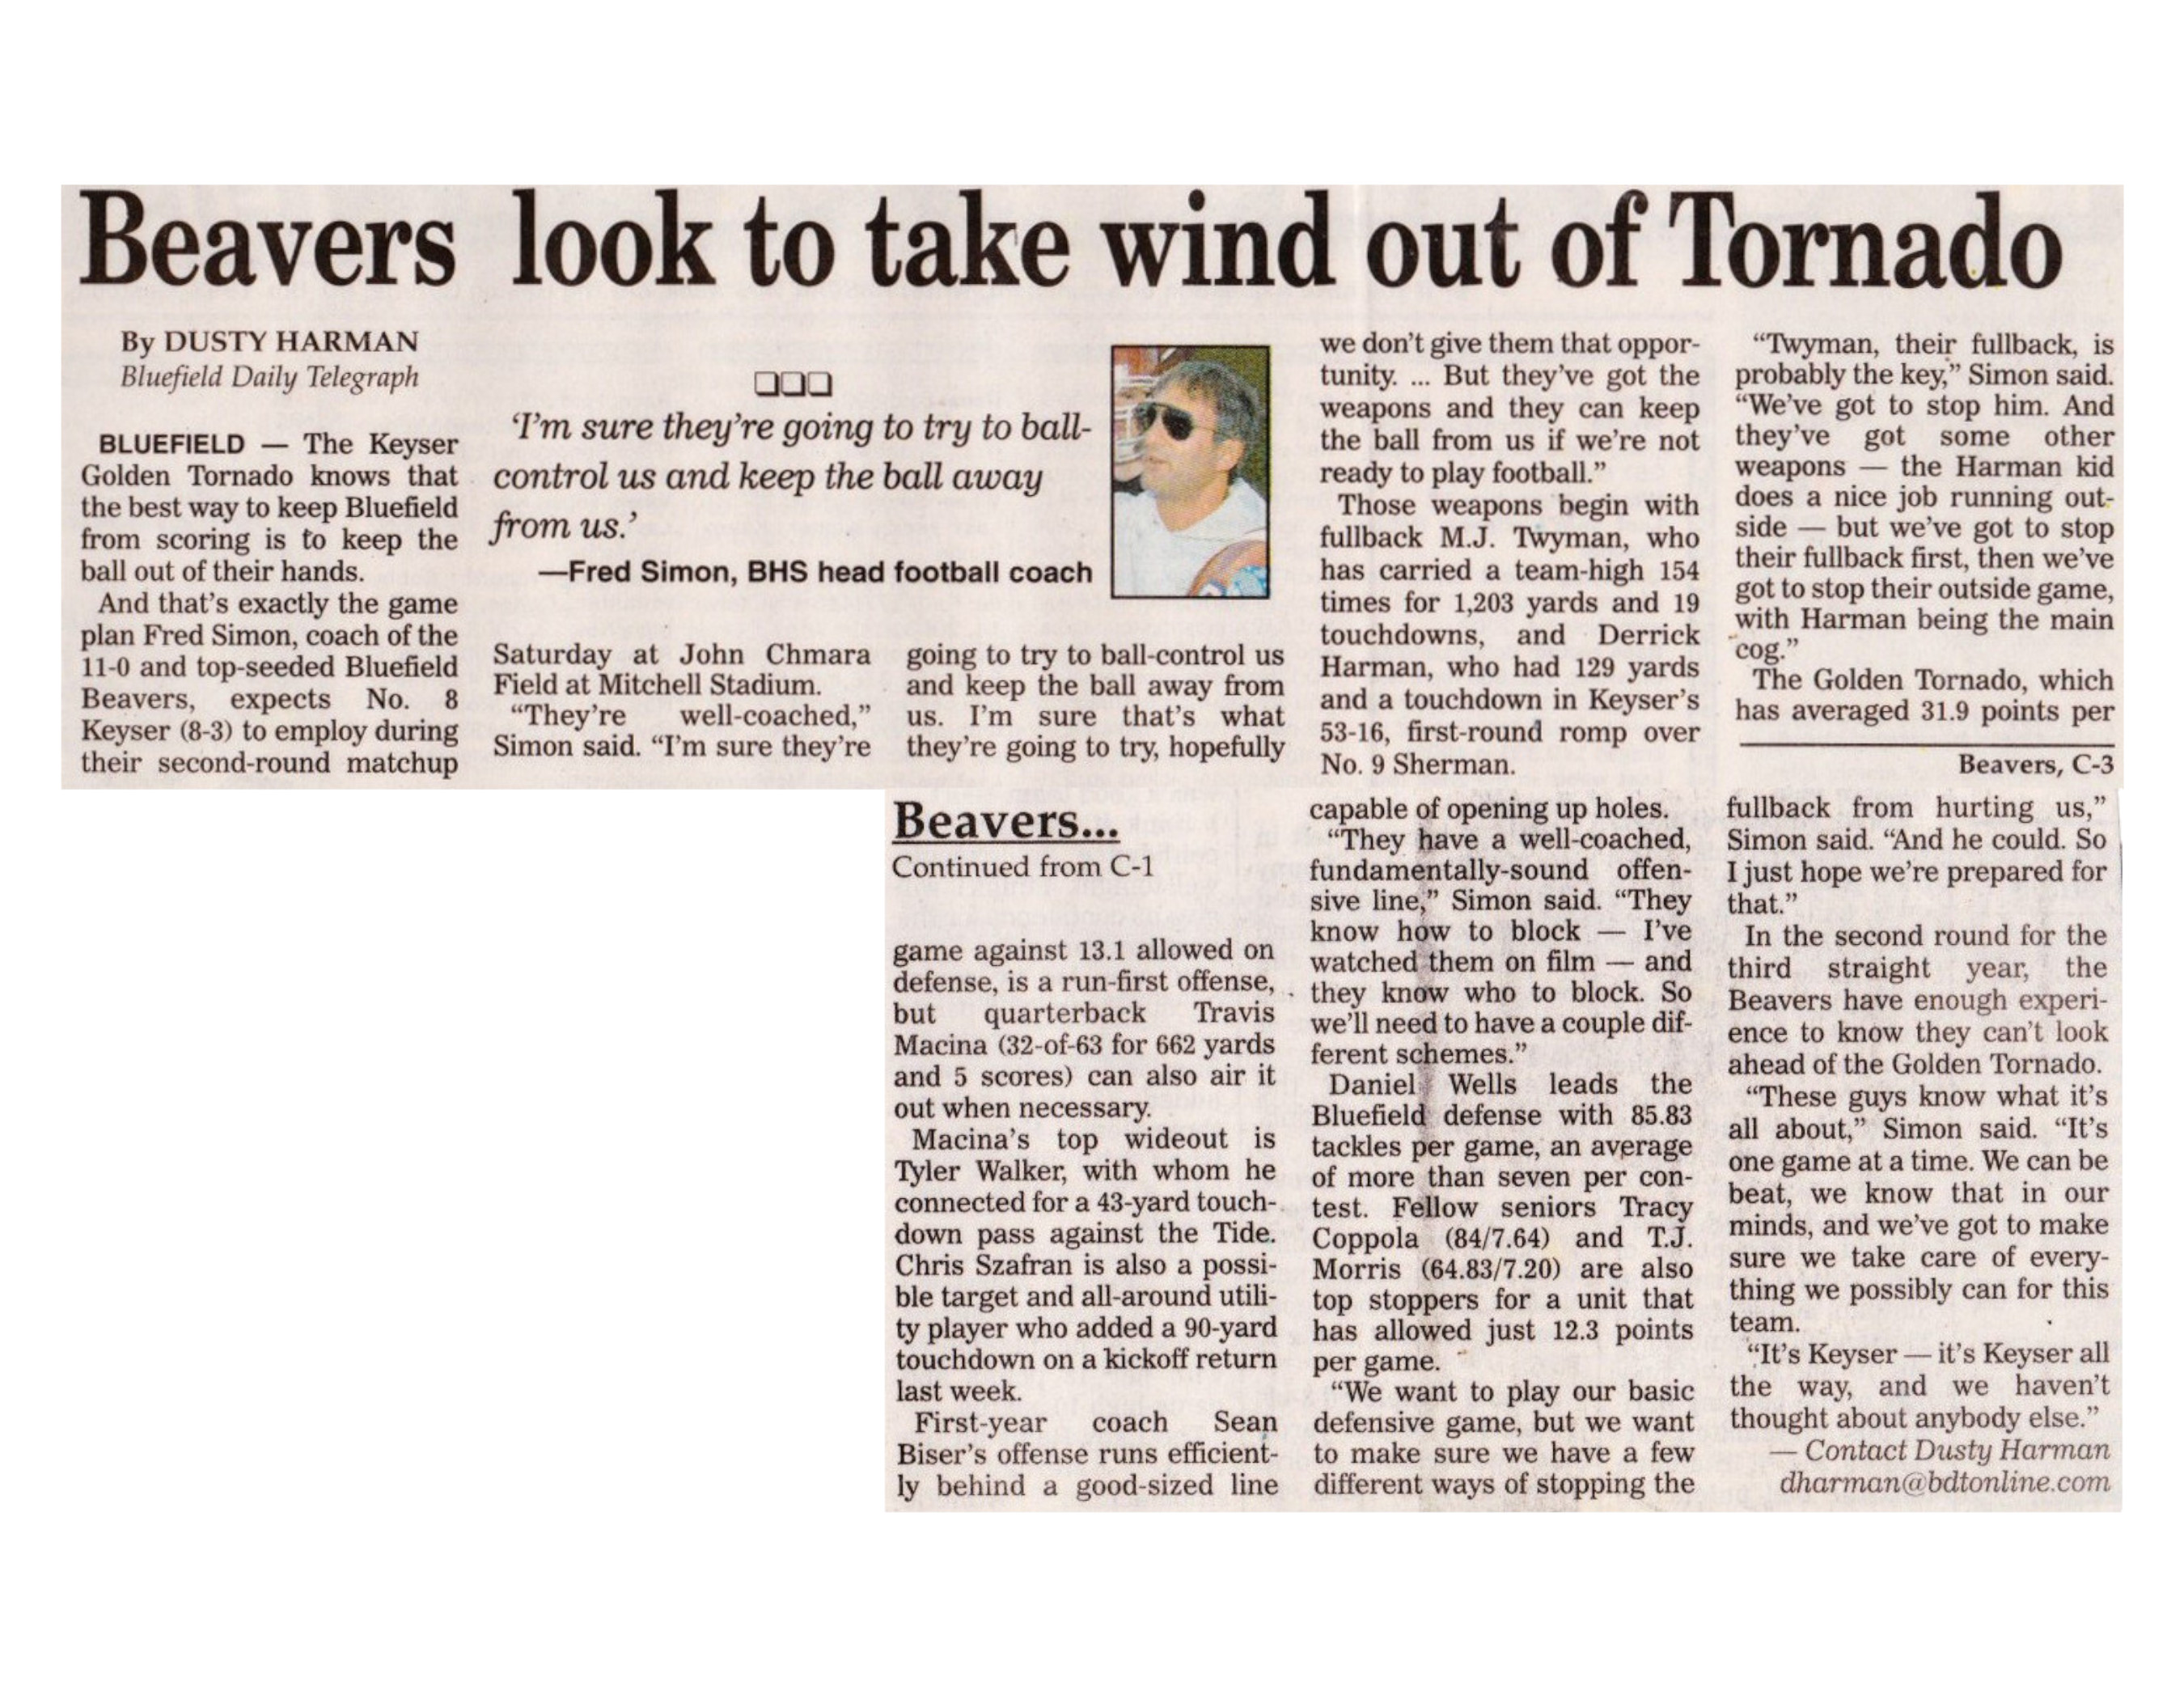 Beavers look to take wind out of Tornado
By DUSTY HARMAN
Bluefield Daily Telegraph
BLUEFIELD — The Keyser
Golden Tornado knows that
the best way to keep Bluefield
from scoring is to keep the
ball out of their hands.
And that's exactly the game
plan Fred Simon, coach of the
11-0 and top-seeded Bluefield
Beavers, expects No. 8
Keyser (8-3) to employ during
their second-round matchup
❑❑❑
‘I'm sure they're going to try to ball-
control us and keep the ball away
from us.’
—Fred Simon, BHS head football coach
Saturday at John Chmara
Field at Mitchell Stadium.
“They're well-coached,”
Simon said. “I'm sure they're
going to try to ball-control us
and keep the ball away from
us. I'm sure that's what
they're going to try, hopefully
we don't give them that oppor-
tunity. ... But they've got the
weapons and they can keep
the ball from us if we're not
ready to play football.”
Those weapons begin with
fullback M.J. Twyman, who
has carried a team-high 154
times for 1,203 yards and 19
touchdowns, and Derrick
Harman, who had 129 yards
and a touchdown in Keyser's
53-16, first-round romp over
No. 9 Sherman.
“Twyman, their fullback, is
probably the key,” Simon said.
“We've got to stop him. And
they've got some other
weapons — the Harman kid
does a nice job running out-
side — but we've got to stop
their fullback first, then we've
got to stop their outside game,
with Harman being the main
cog.”
The Golden Tornado, which
has averaged 31.9 points per
Beavers, C-3
Beavers...
Continued from C-1
game against 13.1 allowed on
defense, is a run-first offense,
but quarterback Travis
Macina (32-of-63 for 662 yards
and 5 scores) can also air it
out when necessary.
Macina's top wideout is
Tyler Walker, with whom he
connected for a 43-yard touch-
down pass against the Tide.
Chris Szafran is also a possi-
ble target and all-around utili-
ty player who added a 90-yard
touchdown on a kickoff return
last week.
First-year coach Sean
Biser's offense runs efficient-
ly behind a good-sized line
capable of opening up holes.
“They have a well-coached,
fundamentally-sound offen-
sive line,” Simon said. “They
know how to block — I've
watched them on film — and
they know who to block. So
we'll need to have a couple dif-
ferent schemes.”
Daniel Wells leads the
Bluefield defense with 85.83
tackles per game, an average
of more than seven per con-
test. Fellow seniors Tracy
Coppola (84/7.64) and T.J.
Morris (64.83/7.20) are also
top stoppers for a unit that
has allowed just 12.3 points
per game.
“We want to play our basic
defensive game, but we want
to make sure we have a few
different ways of stopping the
fullback from hurting us,”
Simon said. “And he could. So
I just hope we're prepared for
that.”
In the second round for the
third straight year, the
Beavers have enough experi-
ence to know they can't look
ahead of the Golden Tornado.
“These guys know what it's
all about,” Simon said. “It's
one game at a time. We can be
beat, we know that in our
minds, and we've got to make
sure we take care of every-
thing we possibly can for this
team.
“It's Keyser — it's Keyser all
the way, and we haven't
thought about anybody else.”
— Contact Dusty Harman
dharman@bdtonline.com